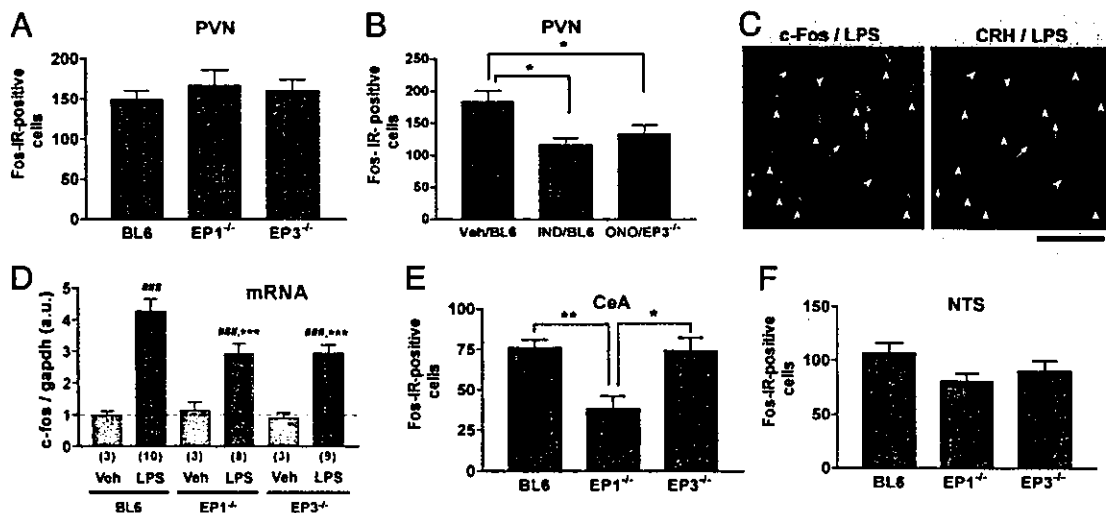 A
PVN
Fos-IR-positive
cells
200
150
100
50
0
BL6 EP1-/- EP3-/-
B
PVN
*
*
Fos-IR-positive
cells
250
200
150
100
50
0
Veh/BL6 IND/BL6 ONO/EP3-/-
C
c-Fos / LPS CRH / LPS
D
mRNA
c-fos / gapdh (a.u.)
5
4
3
2
1
0
###
###,***
###,***
(3) (10) (3) (8) (3) (9)
Veh LPS Veh LPS Veh LPS
BL6 EP1-/- EP3-/-
E
CeA
** *
Fos-IR-positive
cells
100
75
50
25
0
BL6 EP1-/- EP3-/-
F
NTS
Fos-IR-positive
cells
150
100
50
0
BL6 EP1-/- EP3-/-